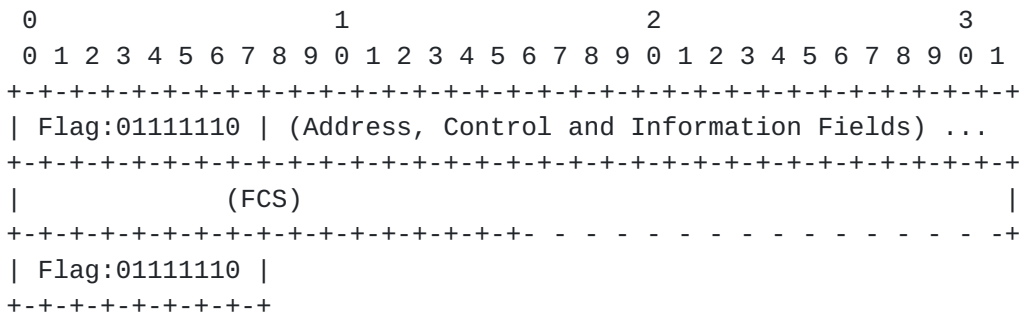 0                   1                   2                   3
 0 1 2 3 4 5 6 7 8 9 0 1 2 3 4 5 6 7 8 9 0 1 2 3 4 5 6 7 8 9 0 1
+-+-+-+-+-+-+-+-+-+-+-+-+-+-+-+-+-+-+-+-+-+-+-+-+-+-+-+-+-+-+-+-+
| Flag:01111110 | (Address, Control and Information Fields) ...
+-+-+-+-+-+-+-+-+-+-+-+-+-+-+-+-+-+-+-+-+-+-+-+-+-+-+-+-+-+-+-+-+
|             (FCS)                                             |
+-+-+-+-+-+-+-+-+-+-+-+-+-+-+-+-+- - - - - - - - - - - - - - - -+
| Flag:01111110 |
+-+-+-+-+-+-+-+-+